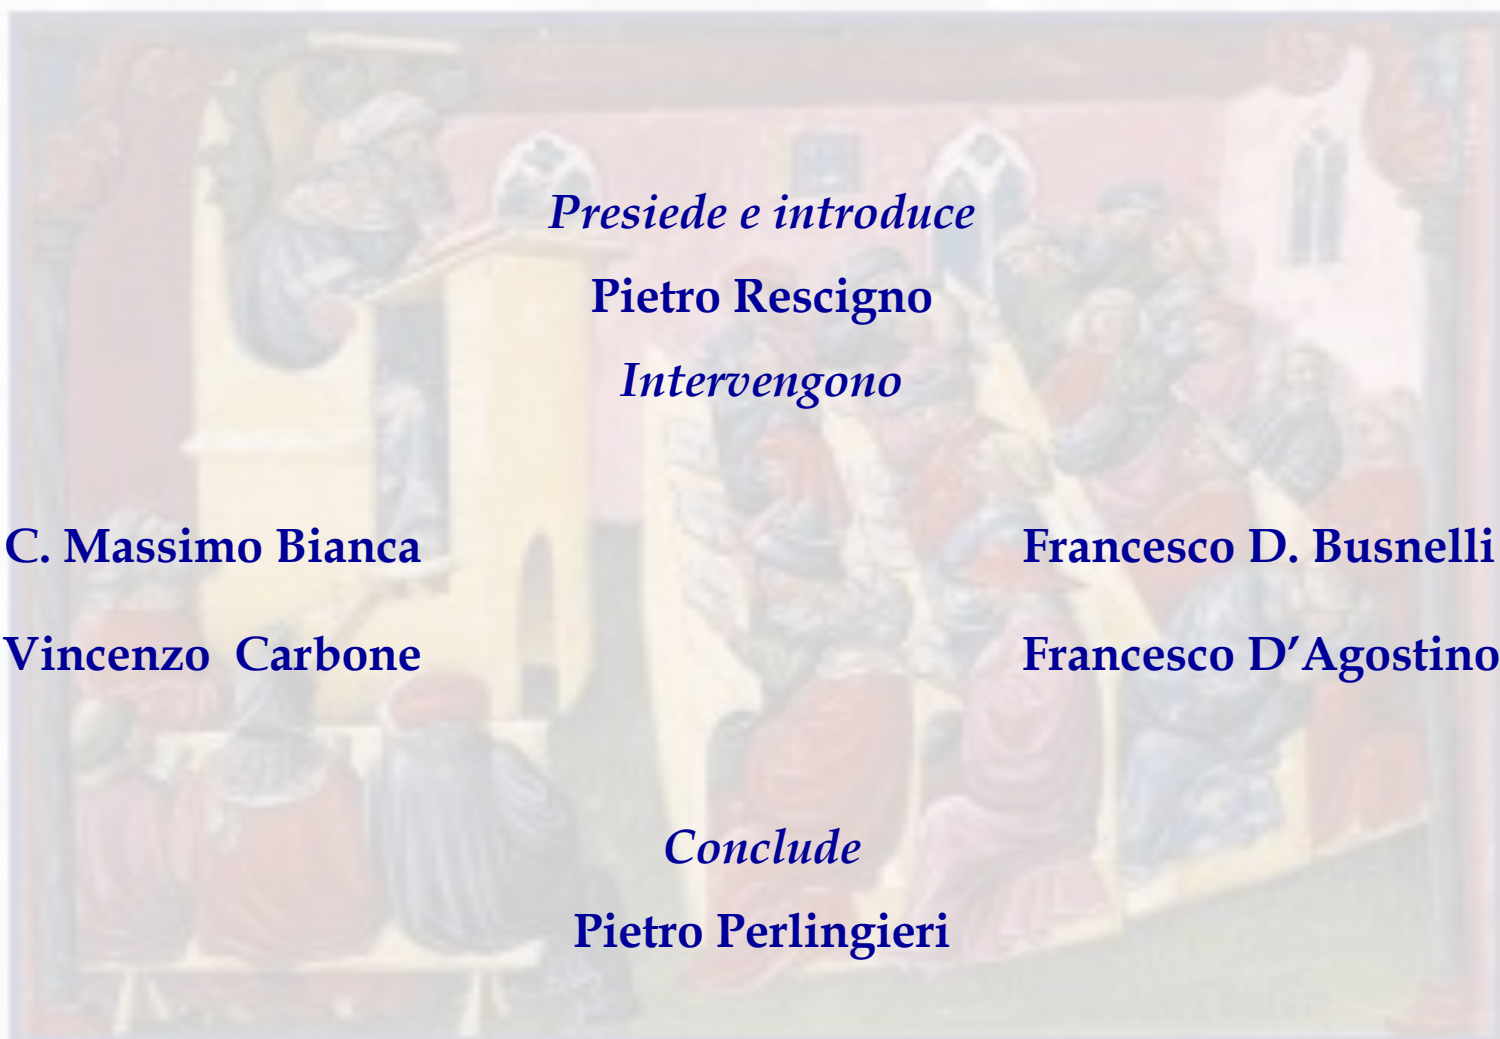 Presiede e introduce
Pietro Rescigno
Intervengono
C. Massimo Bianca
Francesco D. Busnelli
Vincenzo Carbone
Francesco D’Agostino
Conclude
Pietro Perlingieri